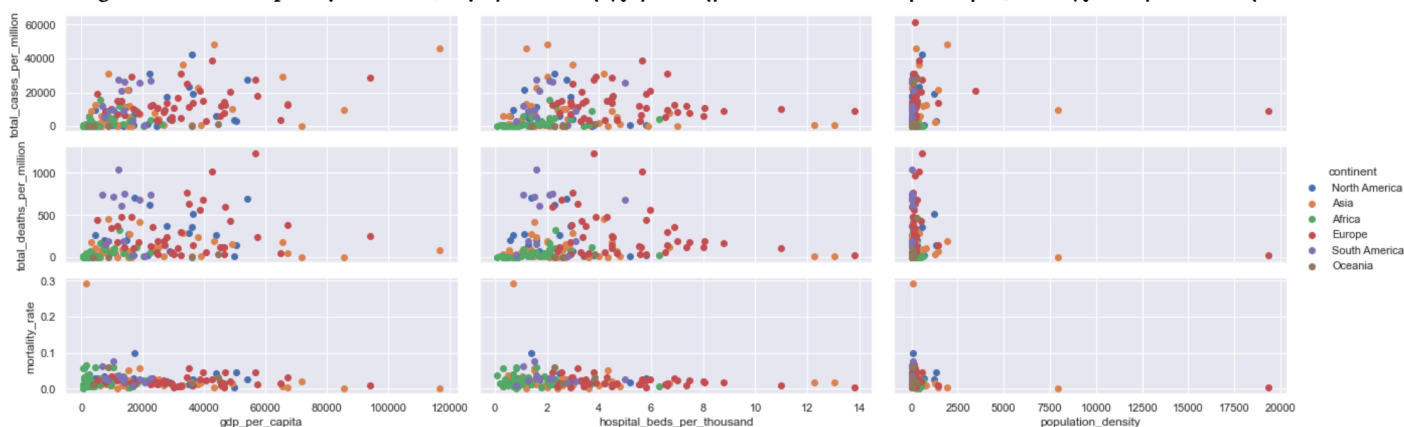 total_cases_per_million
60000
40000
20000
0
total_deaths_per_million
1000
500
0
mortality_rate
0.3
0.2
0.1
0.0
0 20000 40000 60000 80000 100000 120000
gdp_per_capita
0 2 4 6 8 10 12 14
hospital_beds_per_thousand
0 2500 5000 7500 10000 12500 15000 17500 20000
population_density
continent
North America
Asia
Africa
Europe
South America
Oceania